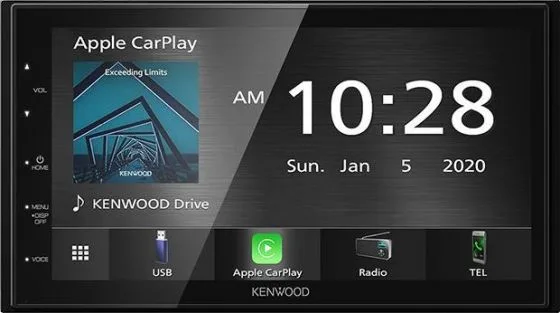 Apple CarPlay
Exceeding Limits
KENWOOD
KENWOOD Drive
AM 10:28
Sun. Jan 5 2020
VOL
HOME
MENU
DISP
OFF
VOICE
USB
Apple CarPlay
Radio
TEL
KENWOOD